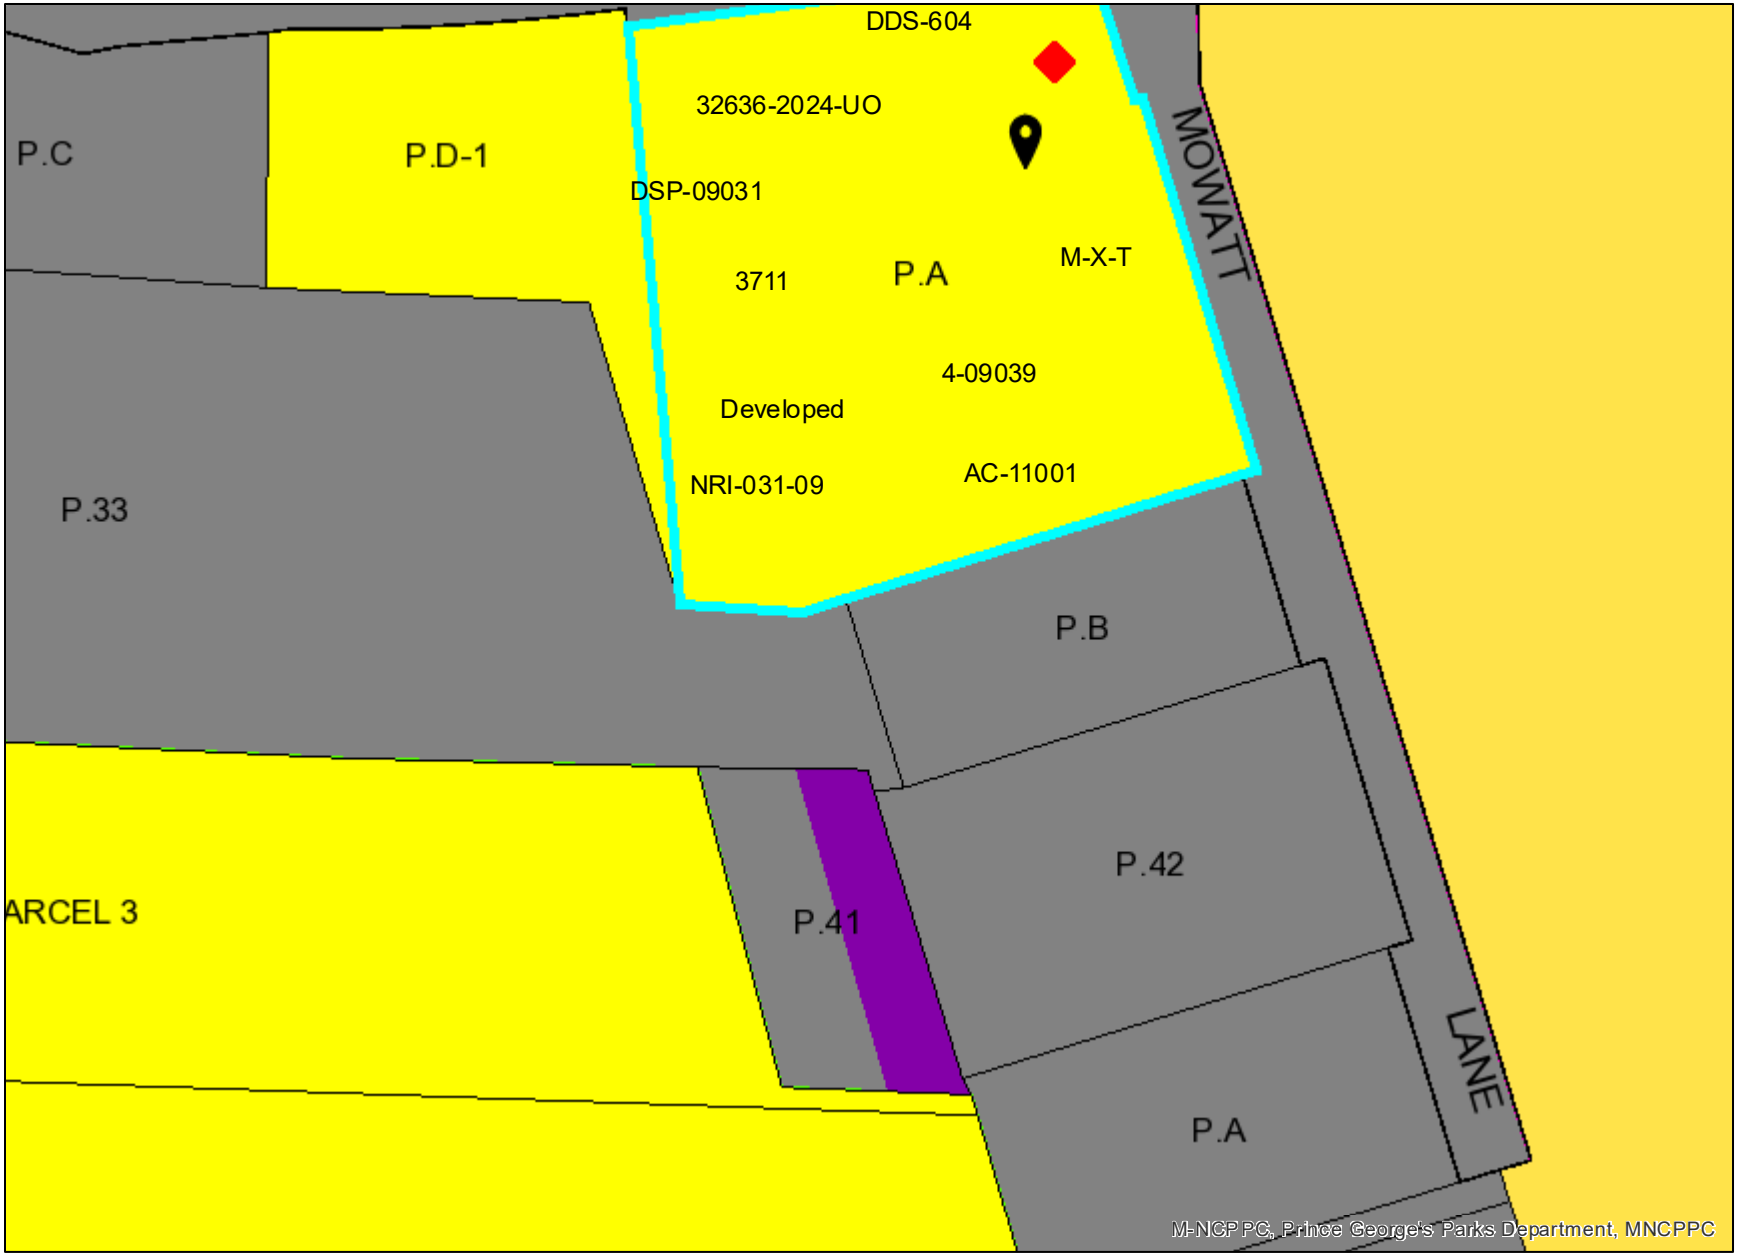 DDS-604
32636-2024-UO
P.C
P.D-1
DSP-09031
MOWATT
M-X-T
P.A
3711
4-09039
Developed
AC-11001
NRI-031-09
P.33
P.B
P.42
ARCEL 3
P.41
LANE
P.A
M-NCPPC, Prince George's Parks Department, MNCPPC